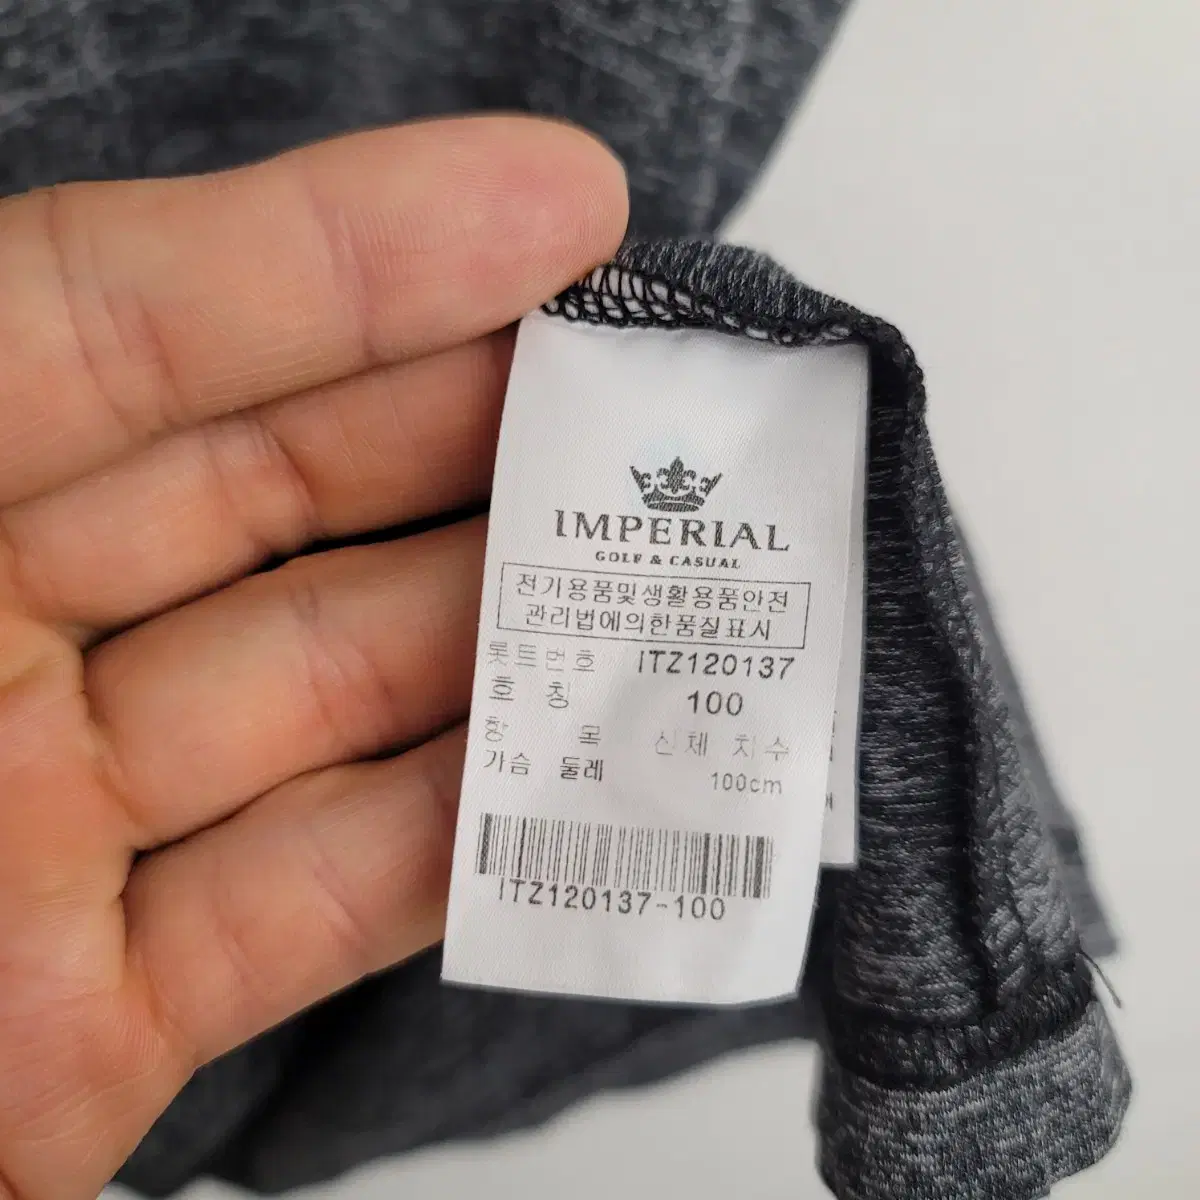 IMPERIAL
GOLF & CASUAL
전기용품및생활용품안전
관리법에의한품질표시
롯트번호 ITZ120137
호 칭 100
항 목 신체 치수
가슴 둘레 100cm
ITZ120137-100